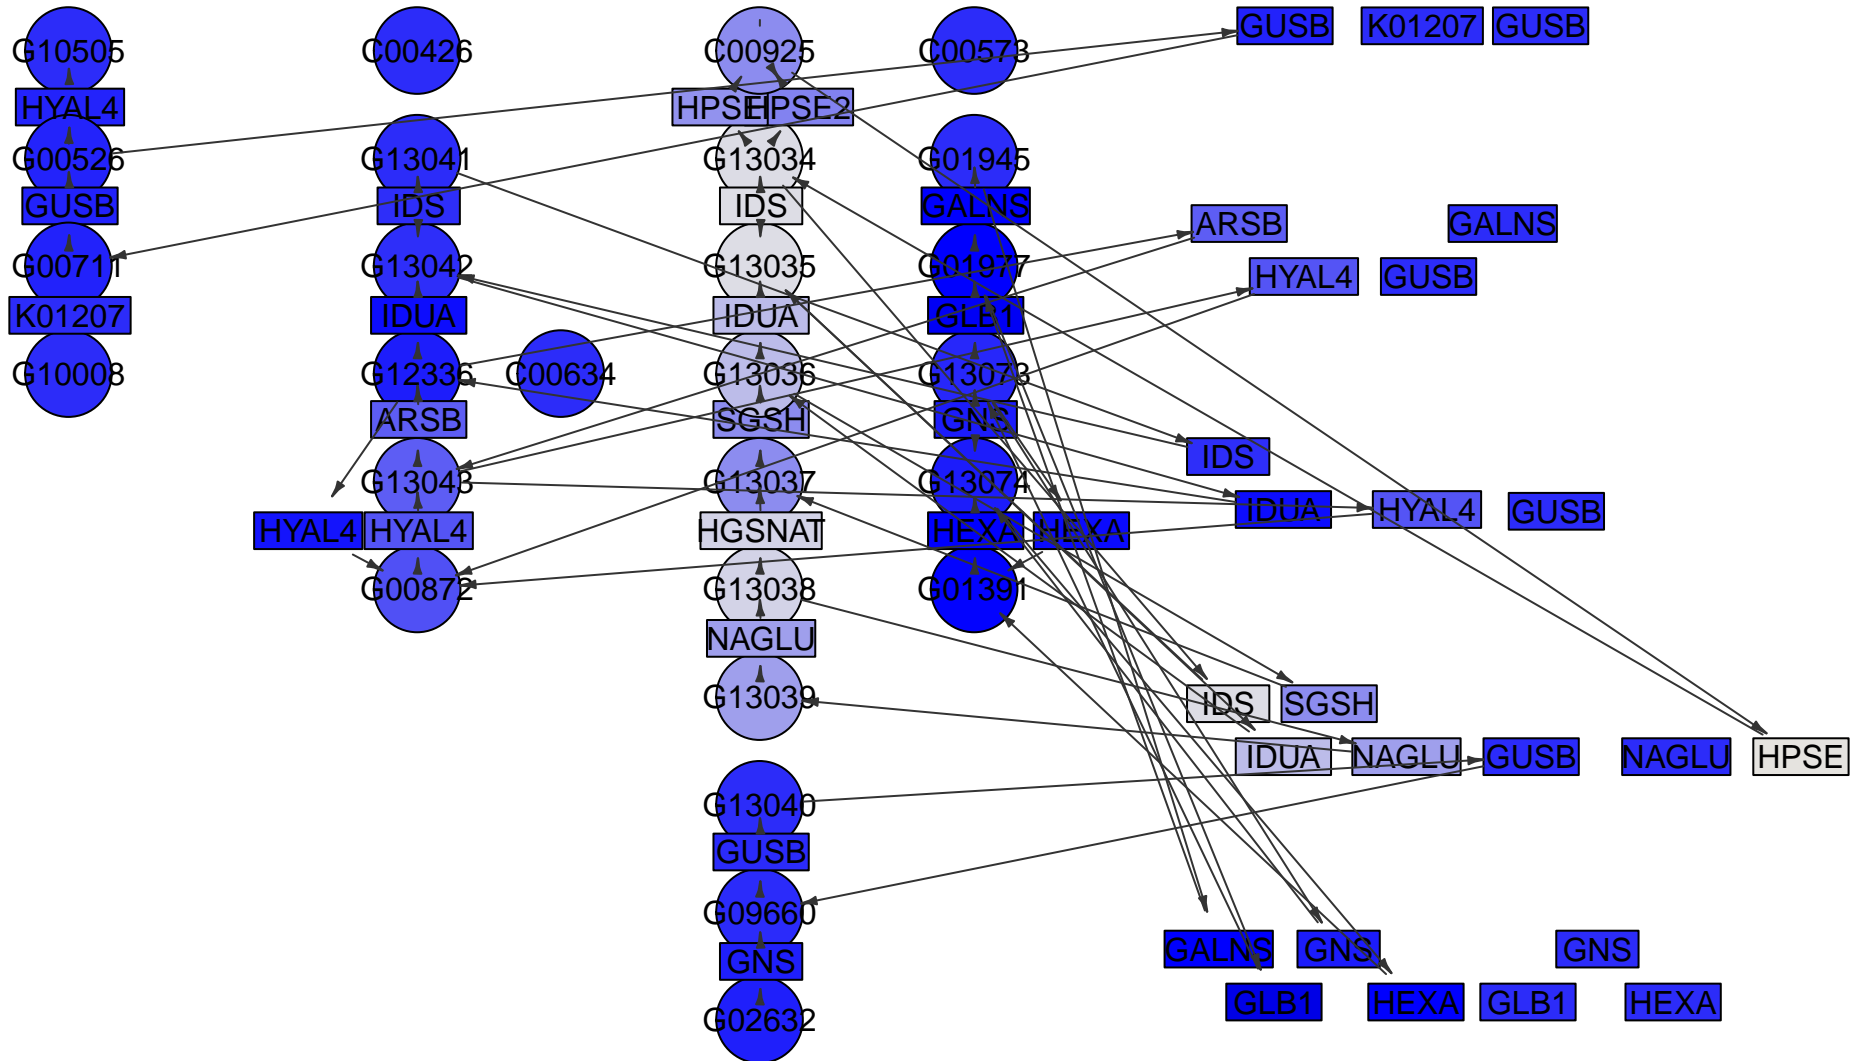 G10505 C00426 C00925 C00573 GUSB K01207 GUSB
HYAL4 HPSE HPSE2
G00526 G13041 G13034 G01945
GUSB IDS IDS GALNS ARSB GALNS
G00711 G13042 G13035 G01977 HYAL4 GUSB
K01207 IDUA IDUA GLB1
G10008 G12336 C00634 G13036 G13073
ARSB SGSH GNS IDS
G13043 G13037 G13074 IDUA HYAL4 GUSB
HYAL4 HYAL4 HGSNAT HEXA HEXA
G00872 G13038 G01391
NAGLU
G13039 IDS SGSH
IDUA NAGLU GUSB NAGLU HPSE
G13040
GUSB
G09660
GNS GALNS GNS GNS
G02632 GLB1 HEXA GLB1 HEXA